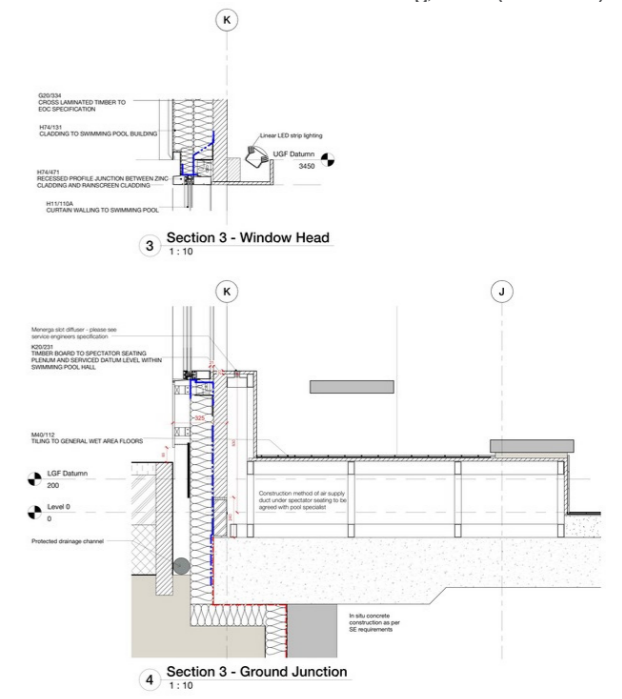 K
G20/334
CROSS LAMINATED TIMBER TO
EOC SPECIFICATION
H74/131
CLADDING TO SWIMMING POOL BUILDING
Linear LED strip lighting
UGF Datumn
3450
H74/471
RECESSED PROFILE JUNCTION BETWEEN ZINC
CLADDING AND RAINSCREEN CLADDING
H11/110A
CURTAIN WALLING TO SWIMMING POOL
3
Section 3 - Window Head
1 : 10
K
J
Menerga slot diffuser - please see
service engineers specification
K20/231
TIMBER BOARD TO SPECTATOR SEATING
PLENUM AND SERVICED DATUM LEVEL WITHIN
SWIMMING POOL HALL
325
M40/112
TILING TO GENERAL WET AREA FLOORS
LGF Datumn
200
Level 0
0
Construction method of air supply
duct under spectator seating to be
agreed with pool specialist
Protected drainage channel
In situ concrete
construction as per
SE requirements
4
Section 3 - Ground Junction
1 : 10